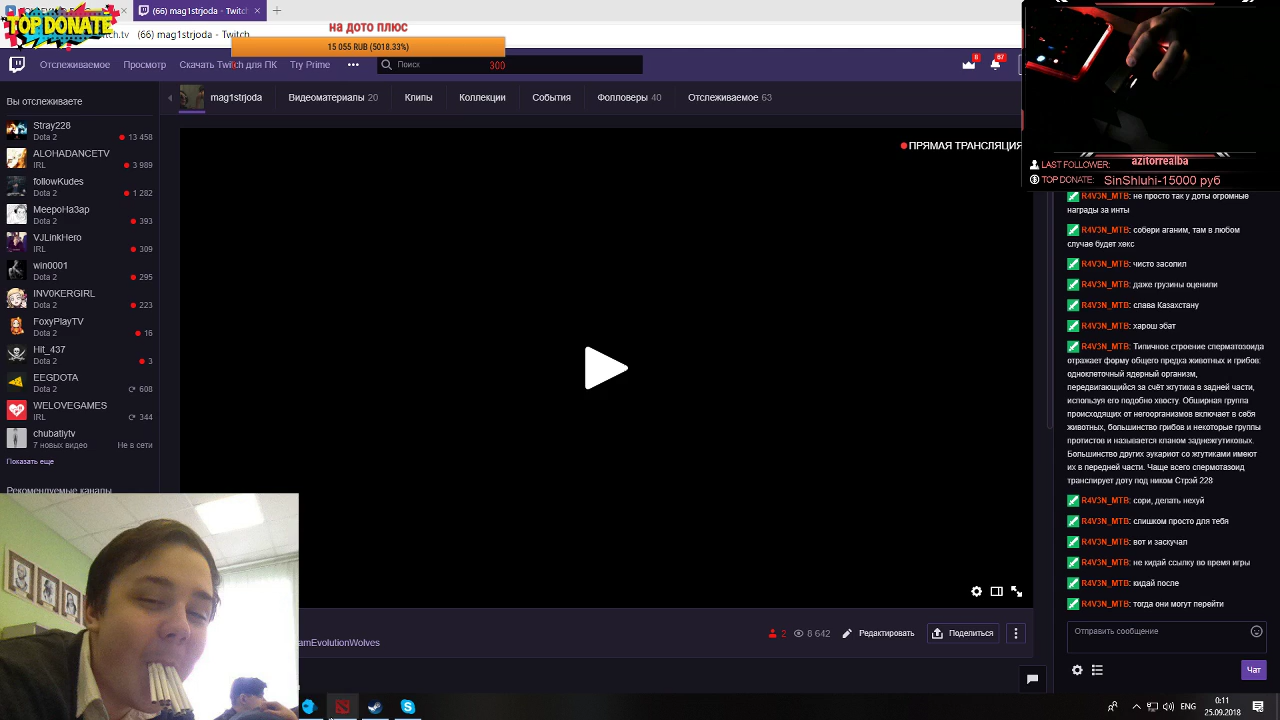 TOP DONATE
.tv (46) mag1strjoda - Twitch
на дото плюс
15 055 RUB (5018.33%)
300
Отслеживаемое
Просмотр
Скачать Twitch для ПК
Try Prime
•••
Поиск
8
67
Вы отслеживаете
mag1strjoda
Видеоматериалы 20
Клипы
Коллекции
События
Фолловеры 40
Отслеживаемое 63
Stray228
Dota 2
13 458
ALOHADANCETV
IRL
3 989
followKudes
Dota 2
1 282
MeepoHa3ap
Dota 2
393
VJLinkHero
IRL
309
win0001
Dota 2
295
INV0KERGIRL
Dota 2
223
FoxyPlayTV
Dota 2
16
Hit_437
Dota 2
3
EEGDOTA
Dota 2
608
WELOVEGAMES
IRL
344
chubatiytv
7 новых видео
Не в сети
Показать еще
Рекомендуемые каналы
ПРЯМАЯ ТРАНСЛЯЦИЯ
amEvolutionWolves
2
8 642
Редактировать
Поделиться
LAST FOLLOWER:
azitorrealba
TOP DONATE:
SinShluhi-15000 руб
R4V3N_MTB: не просто так у доты огромные
награды за инты
R4V3N_MTB: собери аганим, там в любом
случае будет хекс
R4V3N_MTB: чисто засолил
R4V3N_MTB: даже грузины оценили
R4V3N_MTB: слава Казахстану
R4V3N_MTB: харош эбат
R4V3N_MTB: Типичное строение сперматозоида
отражает форму общего предка животных и грибов:
одноклеточный ядерный организм,
передвигающийся за счёт жгутика в задней части,
используя его подобно хвосту. Обширная группа
происходящих от негоорганизмов включает в себя
животных, большинство грибов и некоторые группы
протистов и называется кланом заднежгутиковых.
Большинство других эукариот со жгутиками имеют
их в передней части. Чаще всего спермотазоид
транслирует доту под ником Стрэй 228
R4V3N_MTB: сори, делать нехуй
R4V3N_MTB: слишком просто для тебя
R4V3N_MTB: вот и заскучал
R4V3N_MTB: не кидай ссылку во время игры
R4V3N_MTB: кидай после
R4V3N_MTB: тогда они могут перейти
Отправить сообщение
Чат
ENG
0:11
25.09.2018